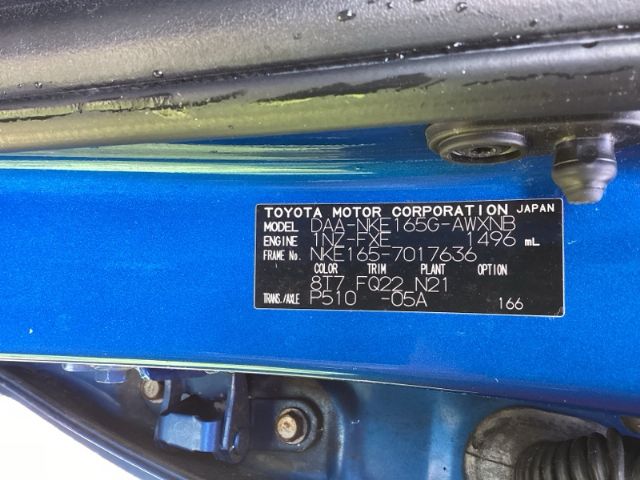 TOYOTA MOTOR CORPORATION JAPAN
MODEL DAA-NKE165G-AWXNB
ENGINE 1NZ-FXE 1496 mL
FRAME No. NKE165-7017636
COLOR TRIM PLANT OPTION
8T7 FQ22 N21
TRANS./AXLE P510 -05A 166